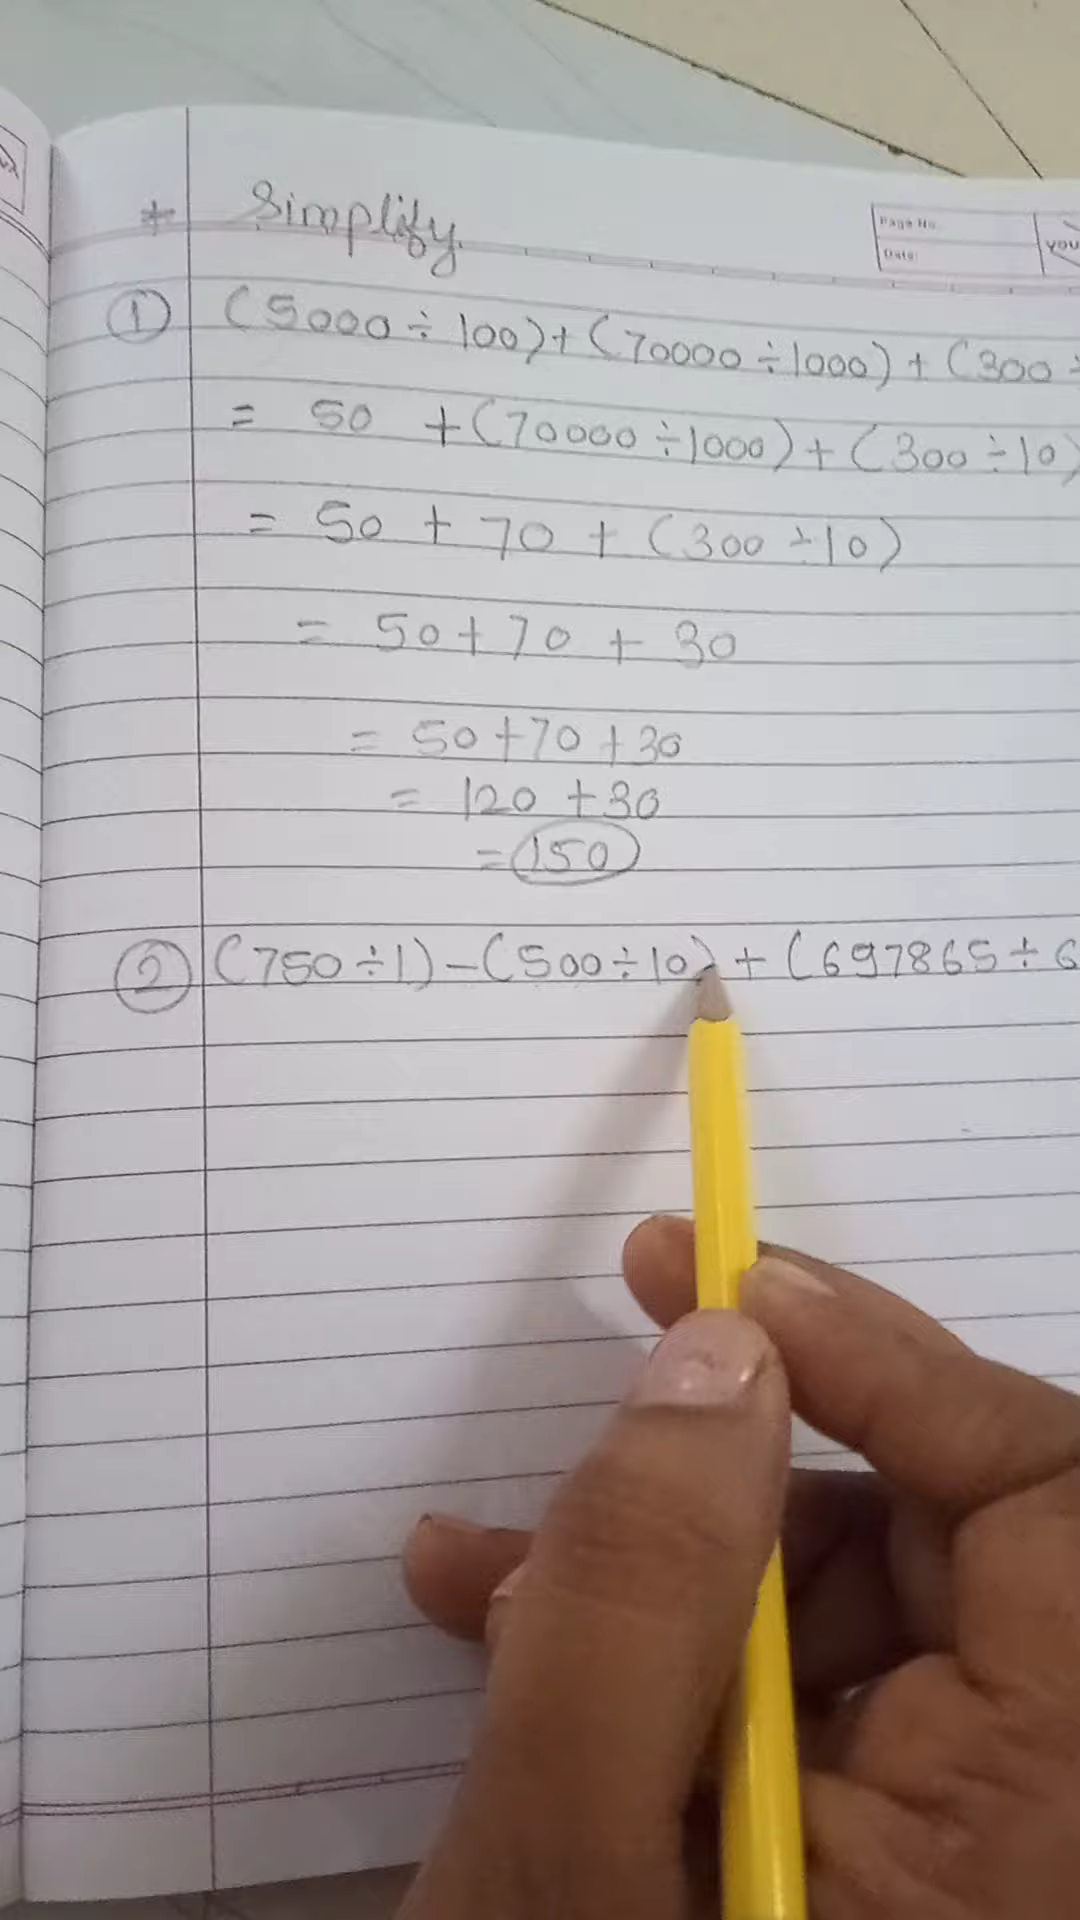 * Simplify.
Page No.
Date:
YOU
① (5000÷100)+(70000÷1000)+(300÷
= 50 +(70000÷1000)+(300÷10)
= 50 + 70 + (300÷10)
= 50+70 + 30
= 50+70+30
= 120 +30
= 150
② (750÷1)-(500÷10)+(697865÷6